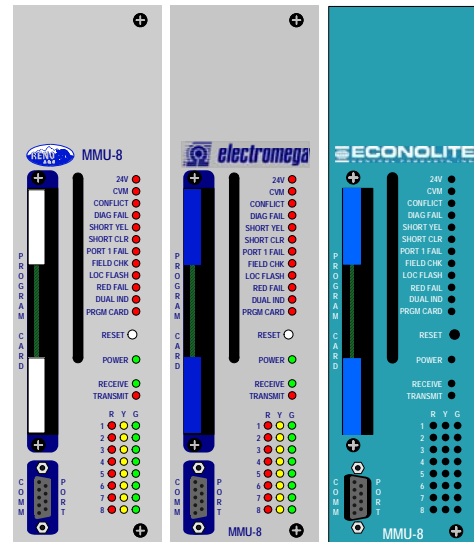 RENO
A & E
MMU-8
24V
CVM
CONFLICT
DIAG FAIL
SHORT YEL
SHORT CLR
PORT 1 FAIL
FIELD CHK
LOC FLASH
RED FAIL
DUAL IND
PRGM CARD
RESET
POWER
RECEIVE
TRANSMIT
R Y G
1
2
3
4
5
6
7
8
PROGRAM CARD
COMM PORT
electromega
24V
CVM
CONFLICT
DIAG FAIL
SHORT YEL
SHORT CLR
PORT 1 FAIL
FIELD CHK
LOC FLASH
RED FAIL
DUAL IND
PRGM CARD
RESET
POWER
RECEIVE
TRANSMIT
R Y G
1
2
3
4
5
6
7
8
PROGRAM CARD
COMM PORT
MMU-8
ECONOLITE
CONTROL PRODUCTS, INC.
24V
CVM
CONFLICT
DIAG FAIL
SHORT YEL
SHORT CLR
PORT 1 FAIL
FIELD CHK
LOC FLASH
RED FAIL
DUAL IND
PRGM CARD
RESET
POWER
RECEIVE
TRANSMIT
R Y G
1
2
3
4
5
6
7
8
PROGRAM CARD
COMM PORT
MMU-8